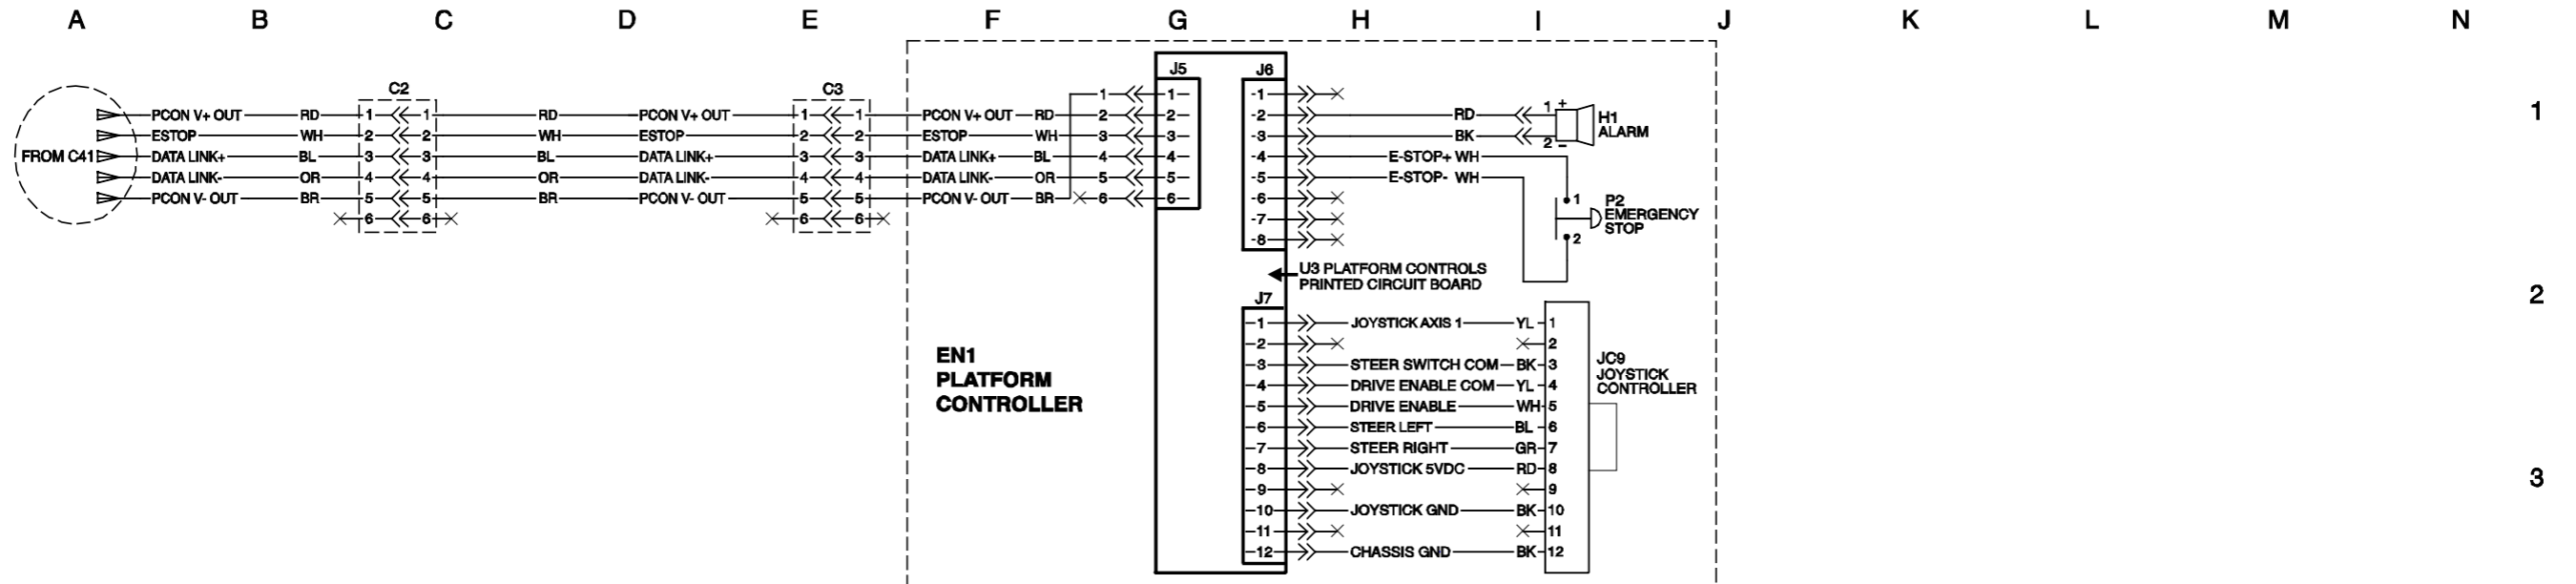 A B C D E F G H I J K L M N
J5 J6
C2 C3
1 1 -1
PCON V+ OUT RD 1 1 RD PCON V+ OUT 1 1 PCON V+ OUT RD 2 2 -2 RD 1 + H1 1
ESTOP WH 2 2 WH ESTOP 2 2 ESTOP WH 3 3 -3 BK 2 - ALARM
FROM C41 DATA LINK+ BL 3 3 BL DATA LINK+ 3 3 DATA LINK+ BL 4 4 -4 E-STOP+ WH
DATA LINK- OR 4 4 OR DATA LINK- 4 4 DATA LINK- OR 5 5 -5 E-STOP- WH
PCON V- OUT BR 5 5 BR PCON V- OUT 5 5 PCON V- OUT BR 6 6 -6 1 P2
6 6 6 6 -7 EMERGENCY
STOP
-8 2
U3 PLATFORM CONTROLS
PRINTED CIRCUIT BOARD
2
J7
1 JOYSTICK AXIS 1 YL 1
2 2
EN1
PLATFORM
CONTROLLER
3 STEER SWITCH COM BK 3
JC9
JOYSTICK
CONTROLLER
4 DRIVE ENABLE COM YL 4
5 DRIVE ENABLE WH 5
6 STEER LEFT BL 6
7 STEER RIGHT GR 7
8 JOYSTICK 5VDC RD 8
3
9 9
10 JOYSTICK GND BK 10
11 11
12 CHASSIS GND BK 12